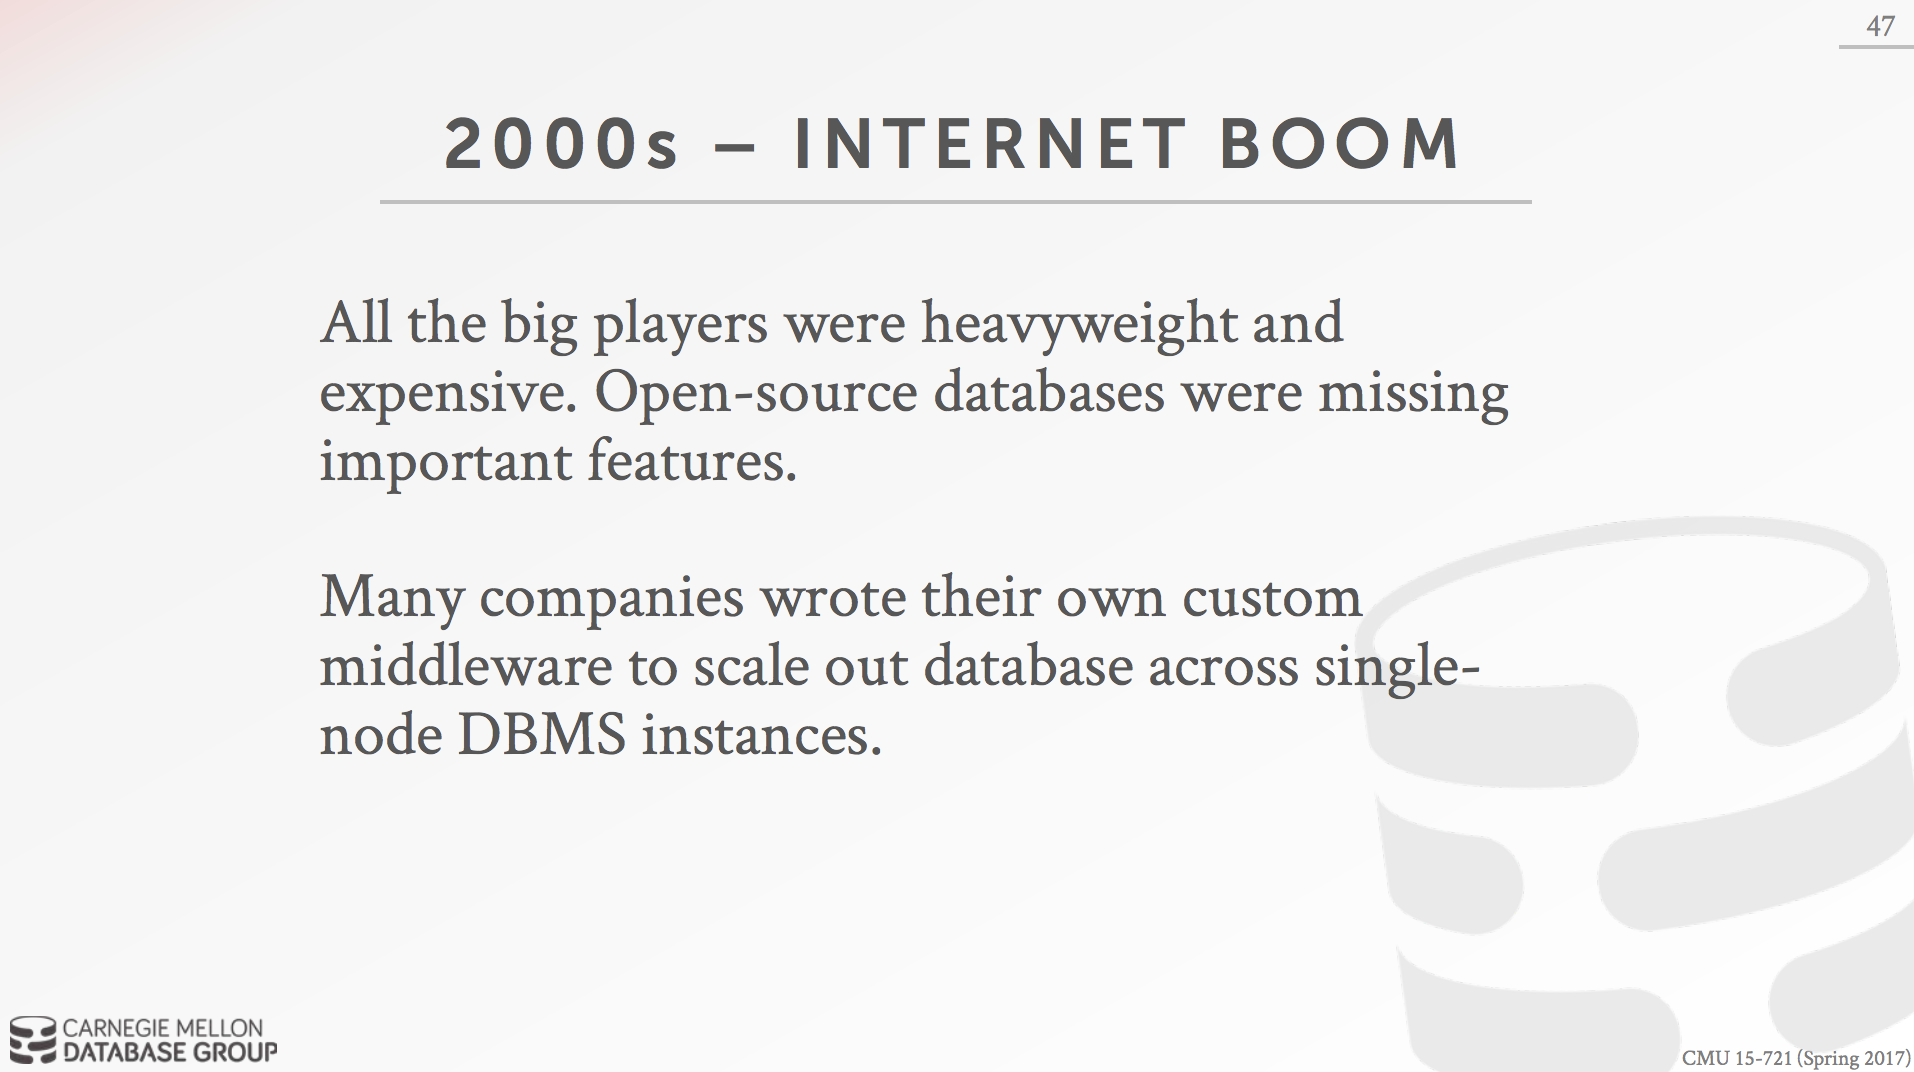 47
2000s – INTERNET BOOM
All the big players were heavyweight and
expensive. Open-source databases were missing
important features.
Many companies wrote their own custom
middleware to scale out database across single-
node DBMS instances.
CARNEGIE MELLON
DATABASE GROUP
CMU 15-721 (Spring 2017)